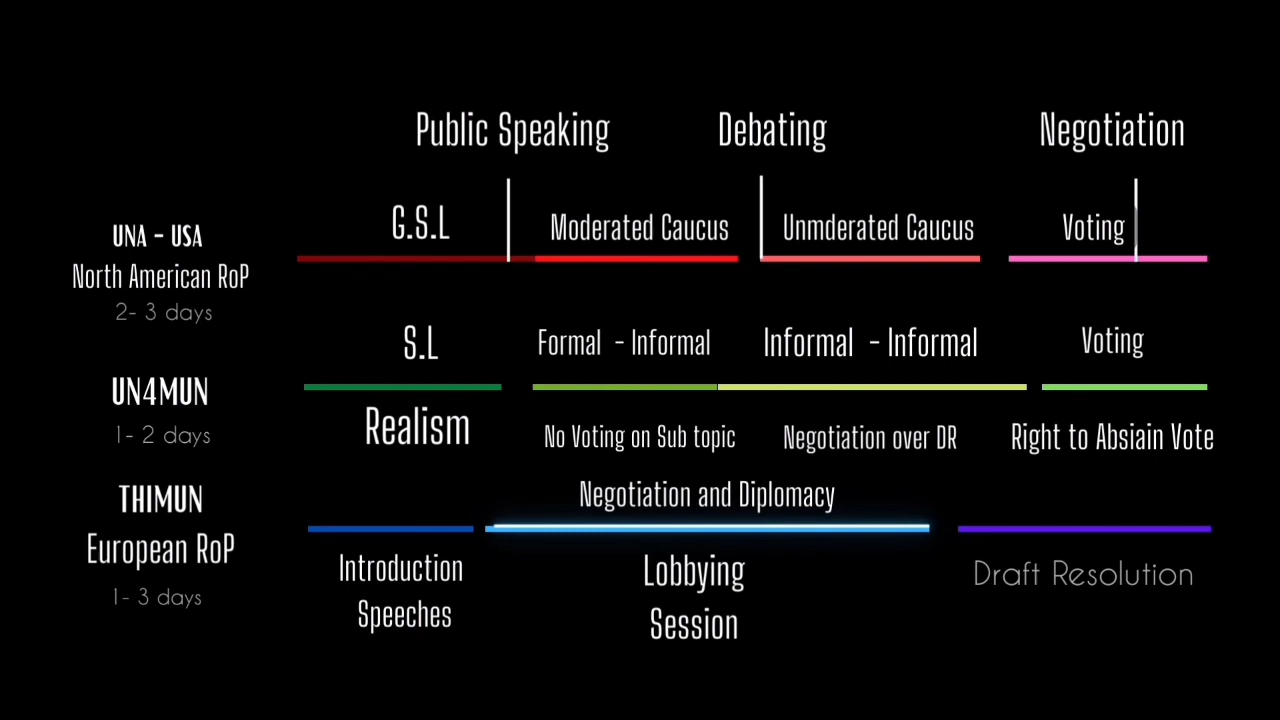 Public Speaking
Debating
Negotiation
UNA - USA
North American RoP
2- 3 days
G.S.L
Moderated Caucus
Unmderated Caucus
Voting
UN4MUN
1- 2 days
S.L
Formal - Informal
Informal - Informal
Voting
Realism
No Voting on Sub topic
Negotiation over DR
Right to Absiain Vote
THIMUN
European RoP
1- 3 days
Negotiation and Diplomacy
Introduction
Speeches
Lobbying
Session
Draft Resolution